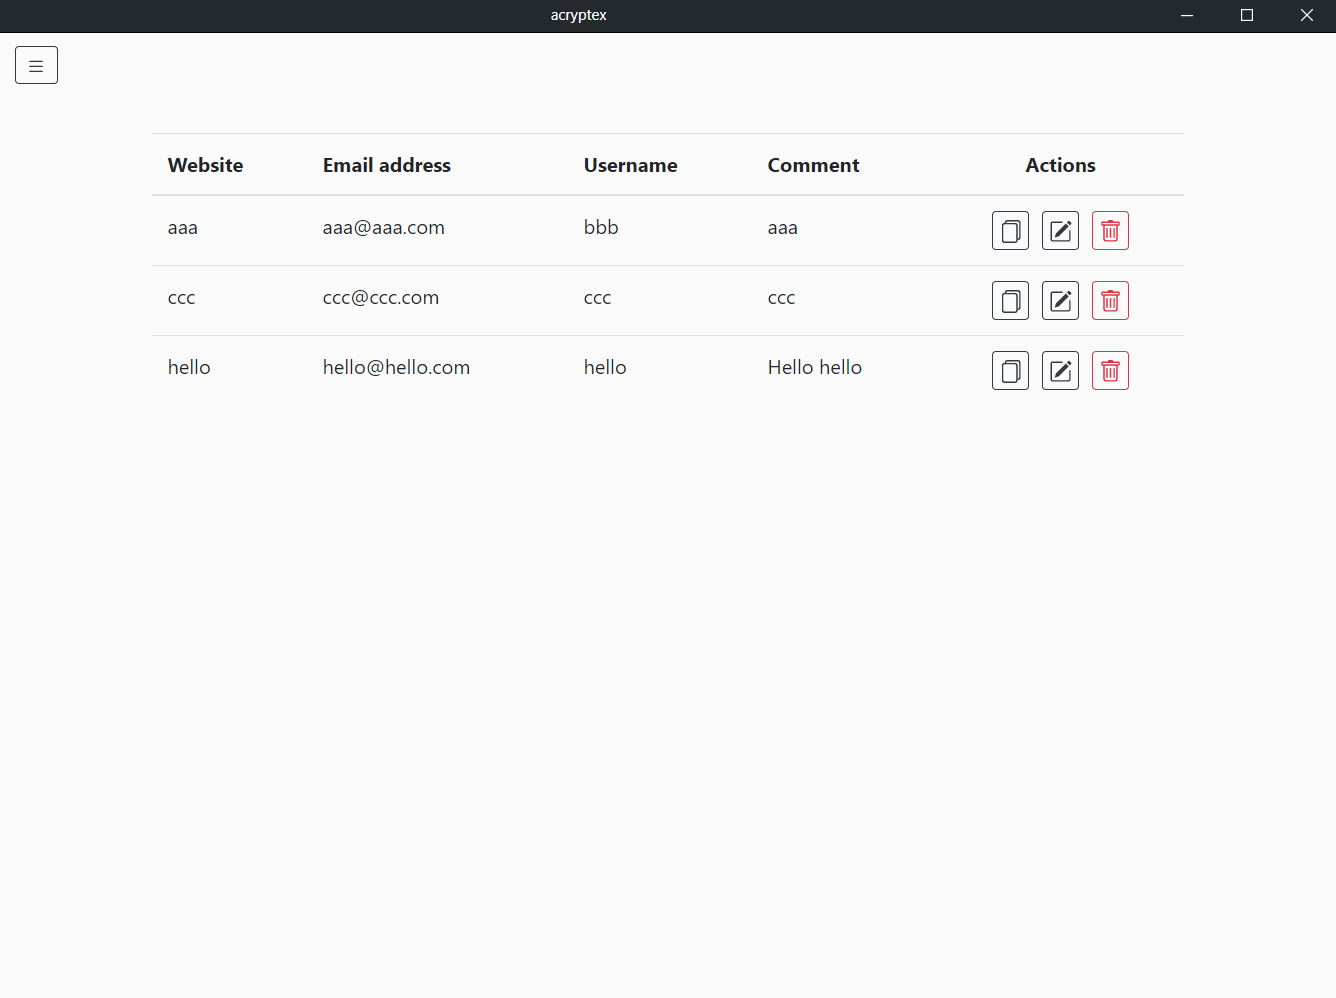 acryptex
Website Email address Username Comment Actions
aaa aaa@aaa.com bbb aaa
ccc ccc@ccc.com ccc ccc
hello hello@hello.com hello Hello hello